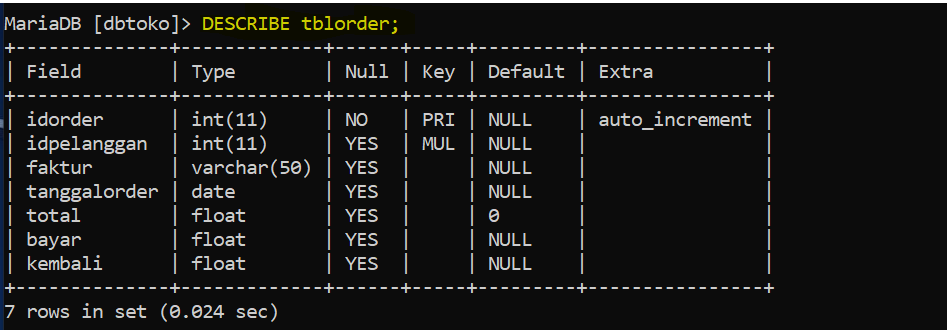 MariaDB [dbtoko]> DESCRIBE tblorder;
+--------------+-------------+------+-----+---------+----------------+
| Field        | Type        | Null | Key | Default | Extra          |
+--------------+-------------+------+-----+---------+----------------+
| idorder      | int(11)     | NO   | PRI | NULL    | auto_increment |
| idpelanggan  | int(11)     | YES  | MUL | NULL    |                |
| faktur       | varchar(50) | YES  |     | NULL    |                |
| tanggalorder | date        | YES  |     | NULL    |                |
| total        | float       | YES  |     | 0       |                |
| bayar        | float       | YES  |     | NULL    |                |
| kembali      | float       | YES  |     | NULL    |                |
+--------------+-------------+------+-----+---------+----------------+
7 rows in set (0.024 sec)